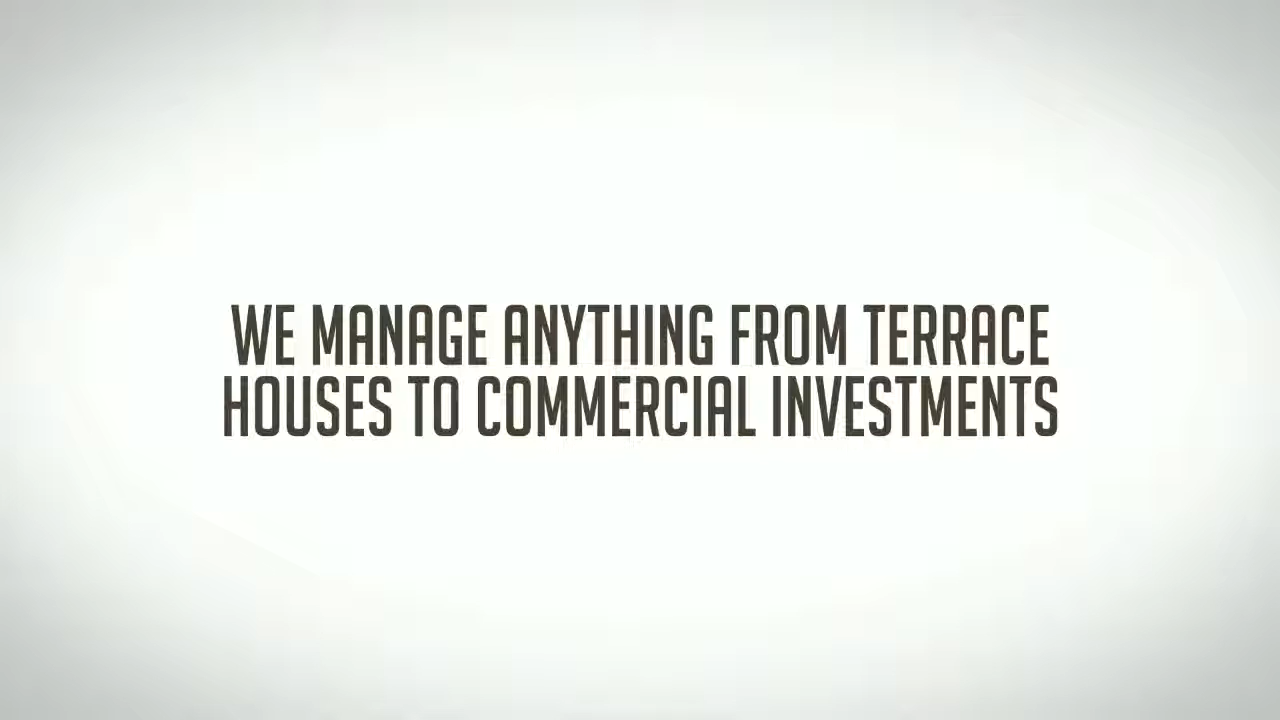 WE MANAGE ANYTHING FROM TERRACE
HOUSES TO COMMERCIAL INVESTMENTS